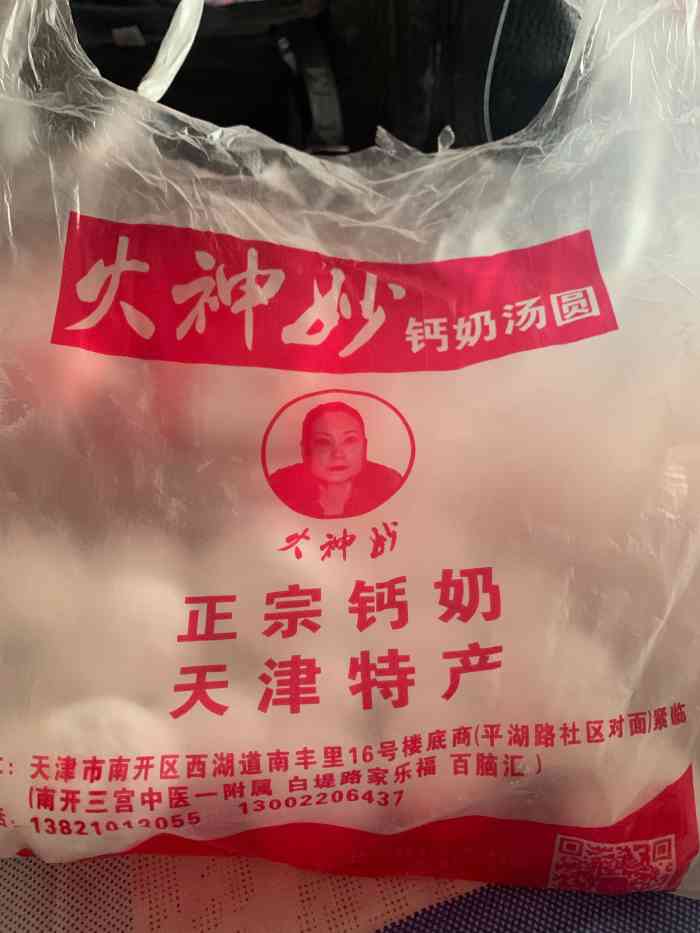 火神妙 钙奶汤圆
火神妙
正宗钙奶
天津特产
：天津市南开区西湖道南丰里16号楼底商(平湖路社区对面)紧临
(南开三宫中医一附属 白堤路家乐福 百脑汇)
：13821013055 13002206437